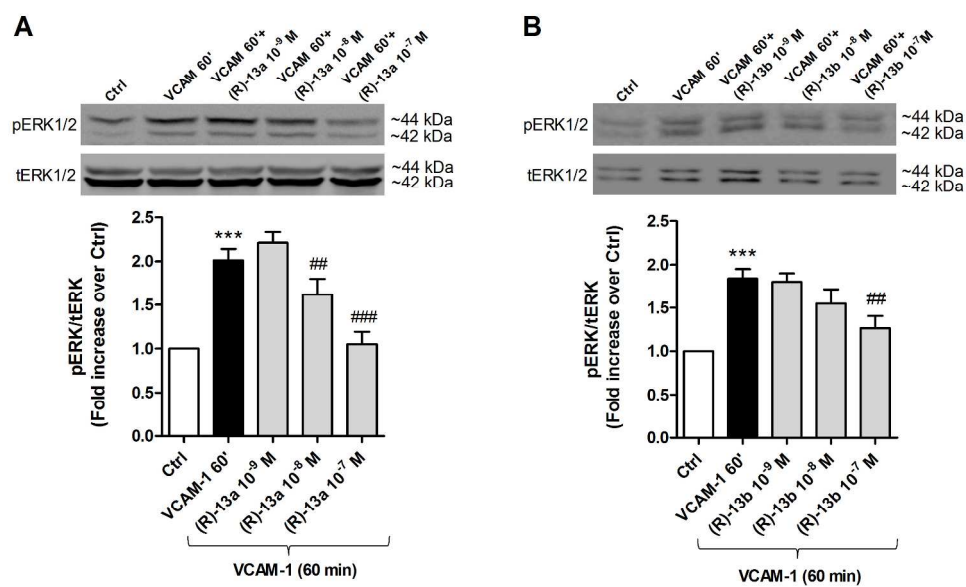 A
Ctrl
VCAM 60'
VCAM 60'+
(R)-13a 10⁻⁹ M
VCAM 60'+
(R)-13a 10⁻⁸ M
VCAM 60'+
(R)-13a 10⁻⁷ M
pERK1/2
~44 kDa
~42 kDa
tERK1/2
~44 kDa
~42 kDa
pERK/tERK
(Fold increase over Ctrl)
2.5
2.0
1.5
1.0
0.5
0.0
***
##
###
Ctrl
VCAM-1 60'
(R)-13a 10⁻⁹ M
(R)-13a 10⁻⁸ M
(R)-13a 10⁻⁷ M
VCAM-1 (60 min)
B
Ctrl
VCAM 60'
VCAM 60'+
(R)-13b 10⁻⁹ M
VCAM 60'+
(R)-13b 10⁻⁸ M
VCAM 60'+
(R)-13b 10⁻⁷ M
pERK1/2
~44 kDa
~42 kDa
tERK1/2
~44 kDa
~42 kDa
pERK/tERK
(Fold increase over Ctrl)
2.5
2.0
1.5
1.0
0.5
0.0
***
##
Ctrl
VCAM-1 60'
(R)-13b 10⁻⁹ M
(R)-13b 10⁻⁸ M
(R)-13b 10⁻⁷ M
VCAM-1 (60 min)